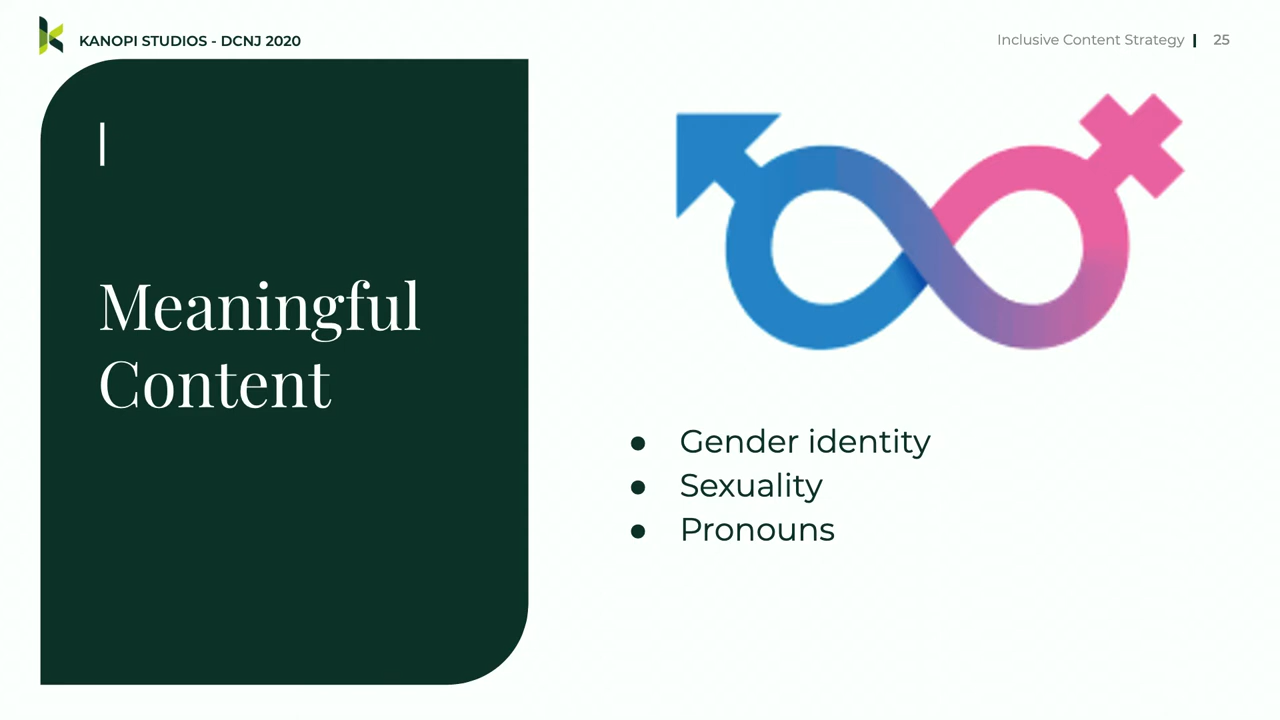 KANOPI STUDIOS - DCNJ 2020
Inclusive Content Strategy | 25
Meaningful
Content
● Gender identity
● Sexuality
● Pronouns